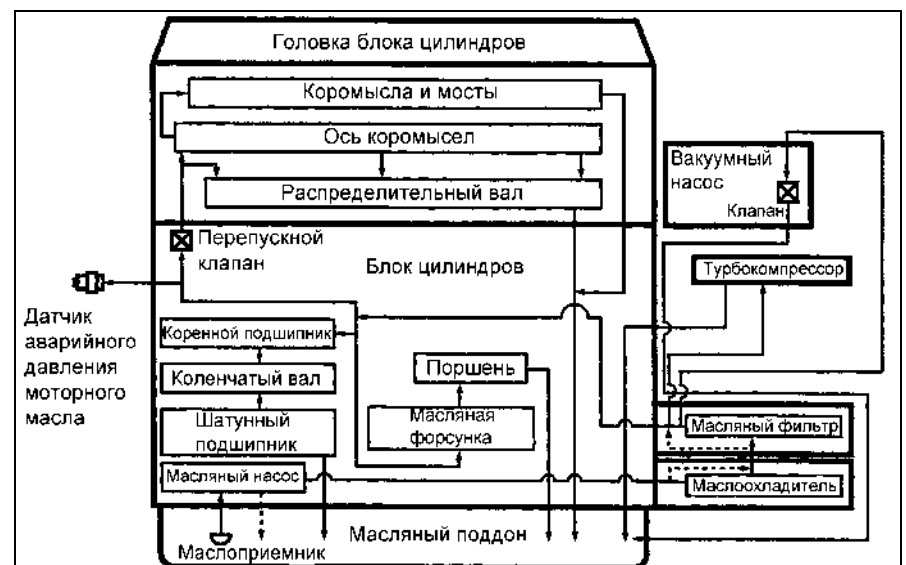 Головка блока цилиндров
Коромысла и мосты
Ось коромысел
Распределительный вал
Вакуумный
насос
Клапан
Перепускной
клапан
Блок цилиндров
Турбокомпрессор
Датчик
аварийного
давления
моторного
масла
Коренной подшипник
Коленчатый вал
Шатунный
подшипник
Масляный насос
Поршень
Масляная
форсунка
Масляный фильтр
Маслоохладитель
Масляный поддон
Маслоприемник